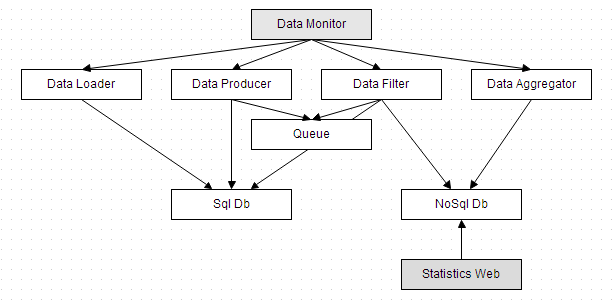 Data Monitor
Data Loader
Data Producer
Data Filter
Data Aggregator
Queue
Sql Db
NoSql Db
Statistics Web